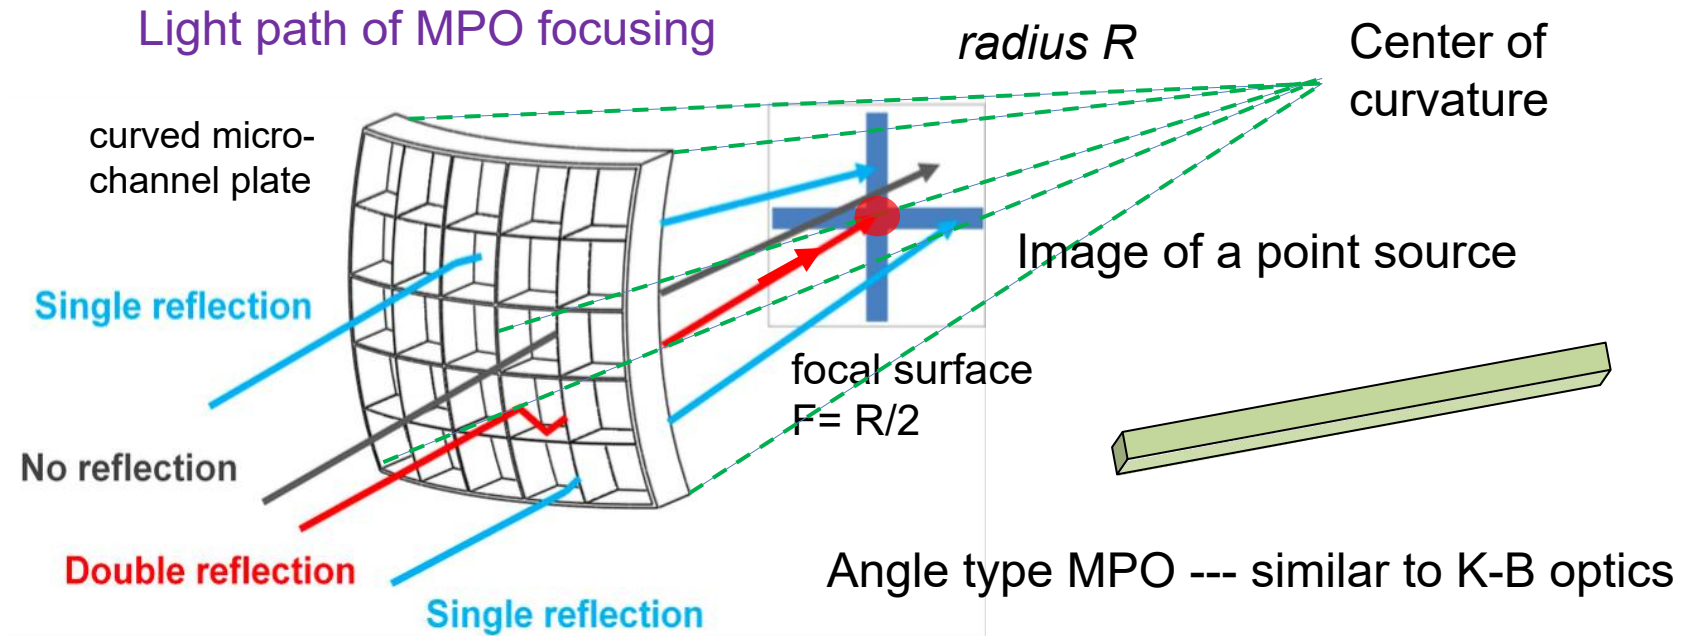 Light path of MPO focusing
radius R
Center of
curvature
curved micro-
channel plate
Image of a point source
Single reflection
focal surface
F= R/2
No reflection
Double reflection
Angle type MPO --- similar to K-B optics
Single reflection